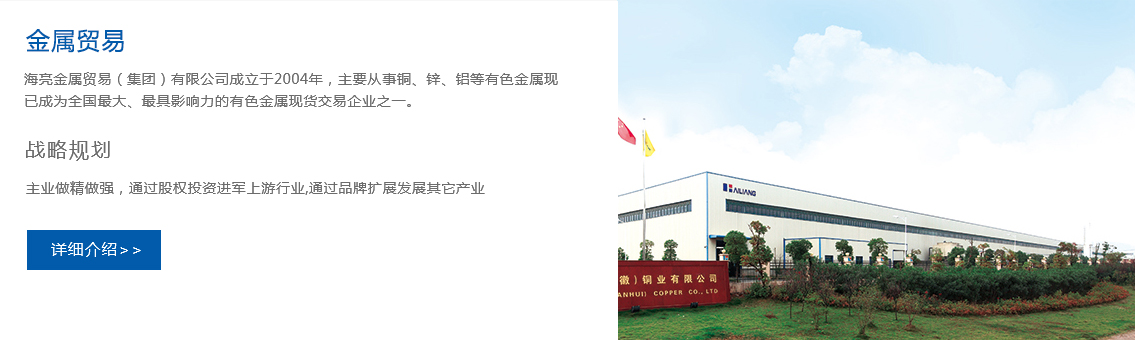 金属贸易
海亮金属贸易（集团）有限公司成立于2004年，主要从事铜、锌、铝等有色金属现
已成为全国最大、最具影响力的有色金属现货交易企业之一。
战略规划
主业做精做强，通过股权投资进军上游行业,通过品牌扩展发展其它产业
详细介绍>>
HAILIANG
徽）铜业有限公司
ANHUI) COPPER CO., LTD